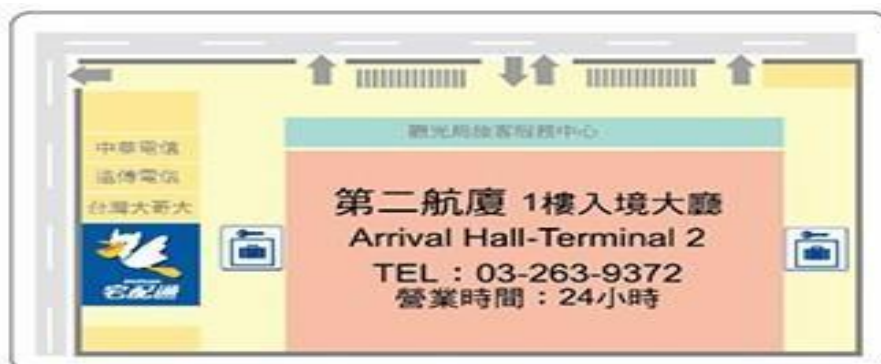 觀光局旅客服務中心
中華電信
遠傳電信
台灣大哥大
宅配通
第二航廈 1樓入境大廳
Arrival Hall-Terminal 2
TEL：03-263-9372
營業時間：24小時